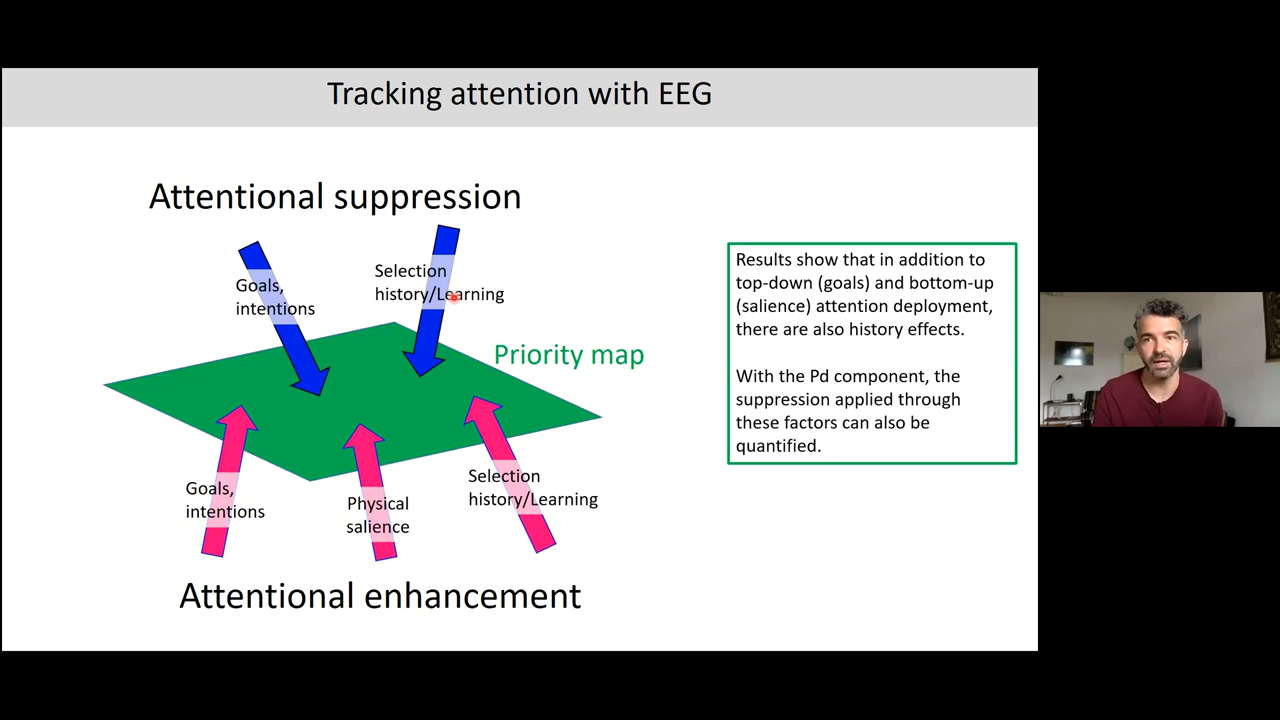 Tracking attention with EEG
Attentional suppression
Goals,
intentions
Selection
history/Learning
Priority map
Goals,
intentions
Physical
salience
Selection
history/Learning
Attentional enhancement
Results show that in addition to
top-down (goals) and bottom-up
(salience) attention deployment,
there are also history effects.
With the Pd component, the
suppression applied through
these factors can also be
quantified.